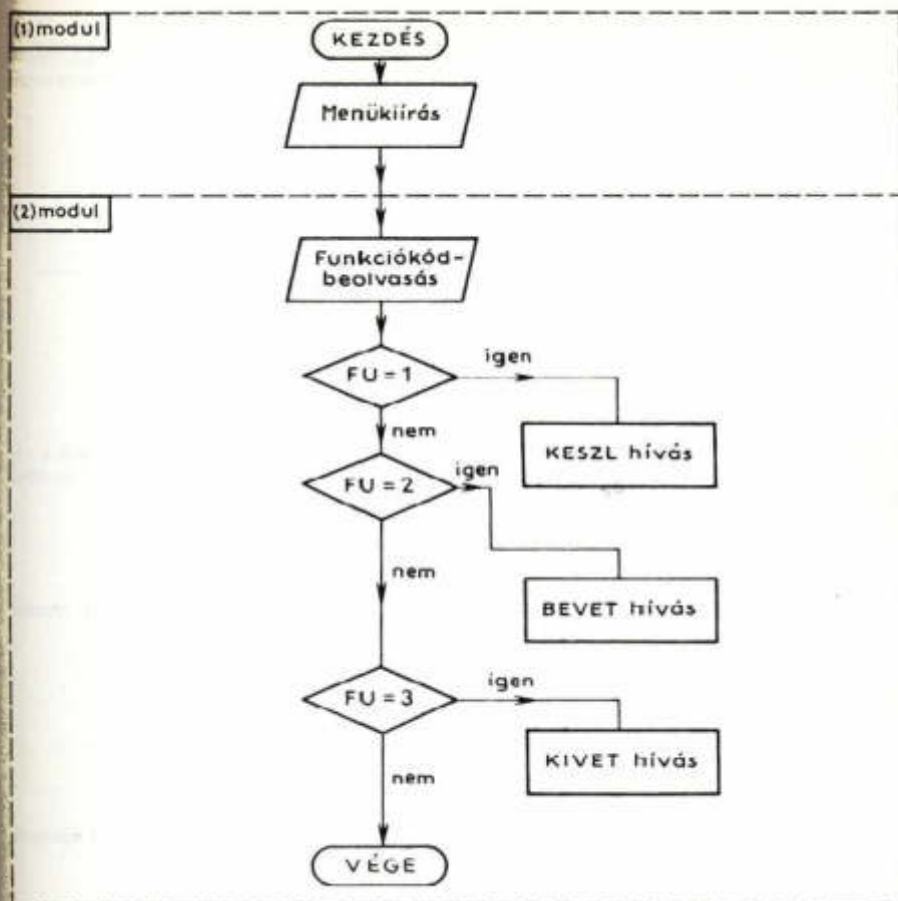 (1)modul
KEZDÉS
Menükiírás
(2)modul
Funkciókód-
beolvasás
FU = 1
igen
KESZL hívás
nem
FU = 2
igen
BEVET hívás
nem
FU = 3
igen
KIVET hívás
nem
VÉGE